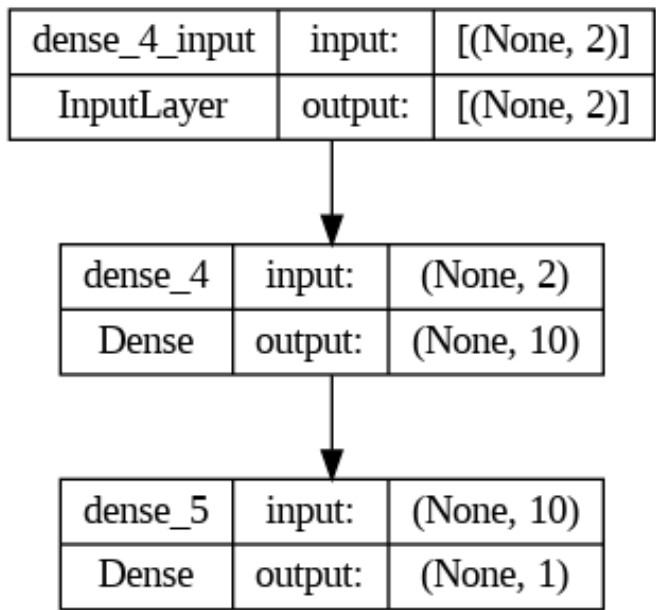 dense_4_input input: [(None, 2)]
InputLayer output: [(None, 2)]
dense_4 input: (None, 2)
Dense output: (None, 10)
dense_5 input: (None, 10)
Dense output: (None, 1)